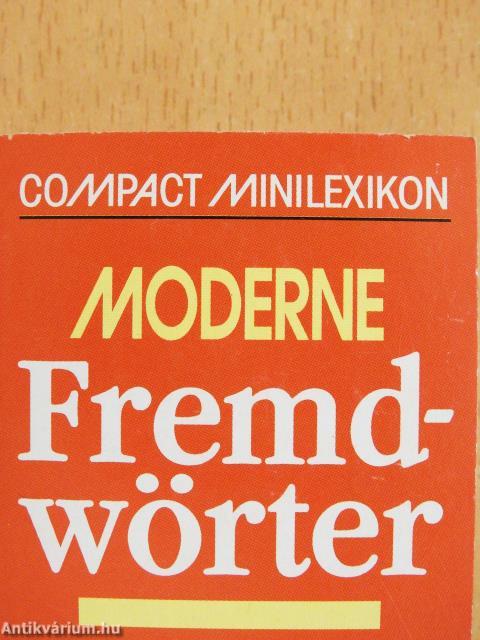 COMPACT MINILEXIKON
MODERNE
Fremd-
wörter
Antikvárium.hu